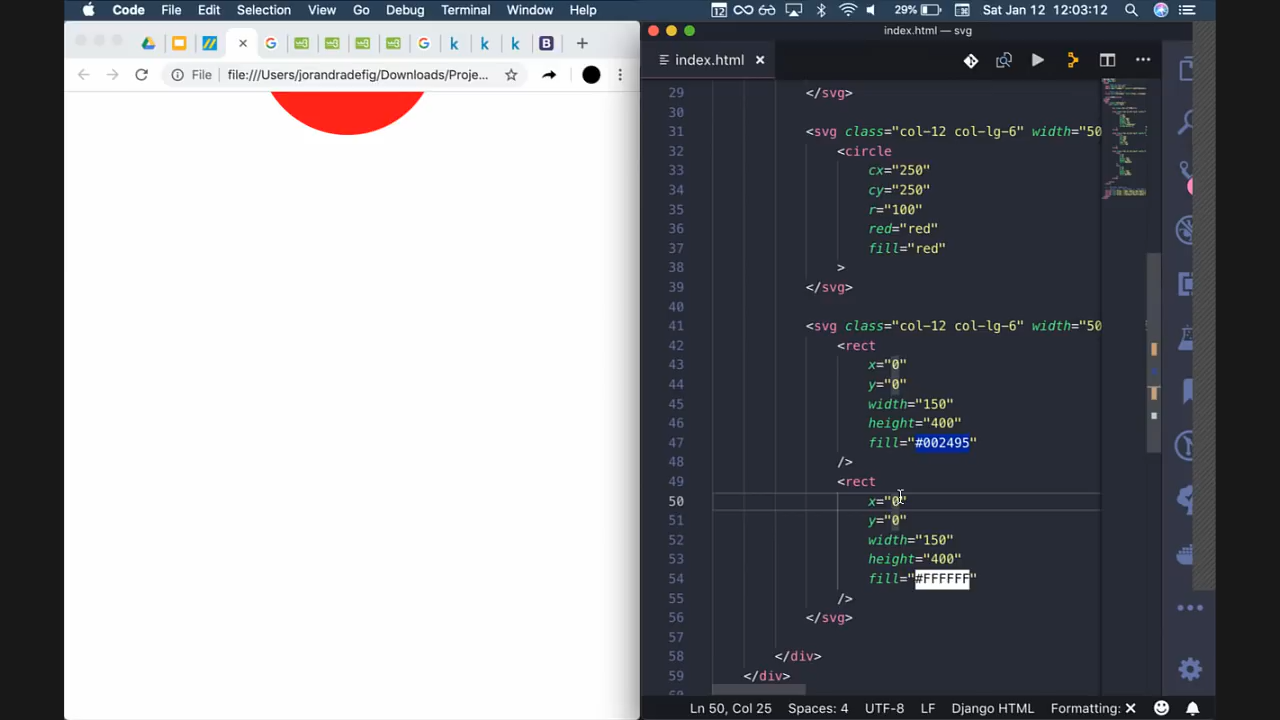 Code File Edit Selection View Go Debug Terminal Window Help
12 29% Sat Jan 12 12:03:12
index.html — svg
index.html
File file:///Users/jorandradefig/Downloads/Proje...
29 </svg>
30
31 <svg class="col-12 col-lg-6" width="50
32 <circle
33 cx="250"
34 cy="250"
35 r="100"
36 red="red"
37 fill="red"
38 >
39 </svg>
40
41 <svg class="col-12 col-lg-6" width="50
42 <rect
43 x="0"
44 y="0"
45 width="150"
46 height="400"
47 fill="#002495"
48 />
49 <rect
50 x="0"
51 y="0"
52 width="150"
53 height="400"
54 fill="#FFFFFF"
55 />
56 </svg>
57
58 </div>
59 </div>
60
Ln 50, Col 25 Spaces: 4 UTF-8 LF Django HTML Formatting: ✕